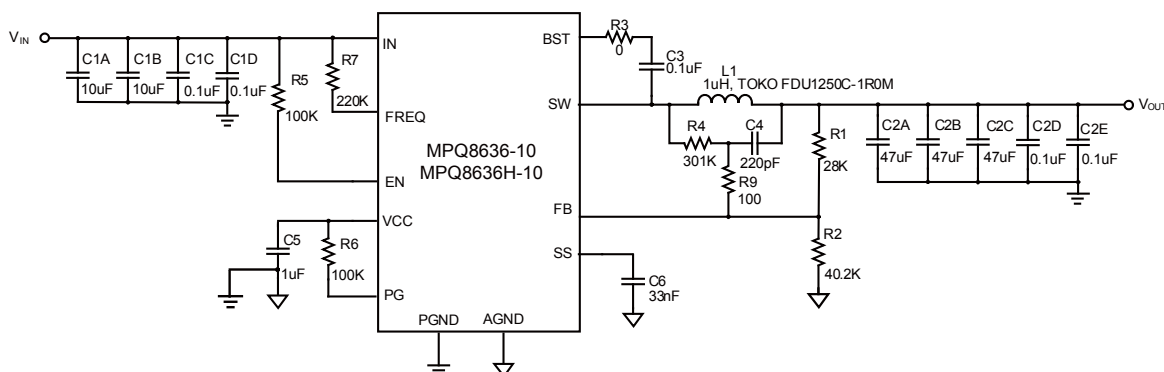 VIN
C1A
10uF
C1B
10uF
C1C
0.1uF
C1D
0.1uF
R5
100K
R7
220K
IN
FREQ
EN
VCC
PG
PGND
AGND
MPQ8636-10
MPQ8636H-10
BST
SW
FB
SS
C5
1uF
R6
100K
R3
0
C3
0.1uF
L1
1uH, TOKO FDU1250C-1R0M
R4
301K
C4
220pF
R9
100
R1
28K
R2
40.2K
C6
33nF
C2A
47uF
C2B
47uF
C2C
47uF
C2D
0.1uF
C2E
0.1uF
VOUT